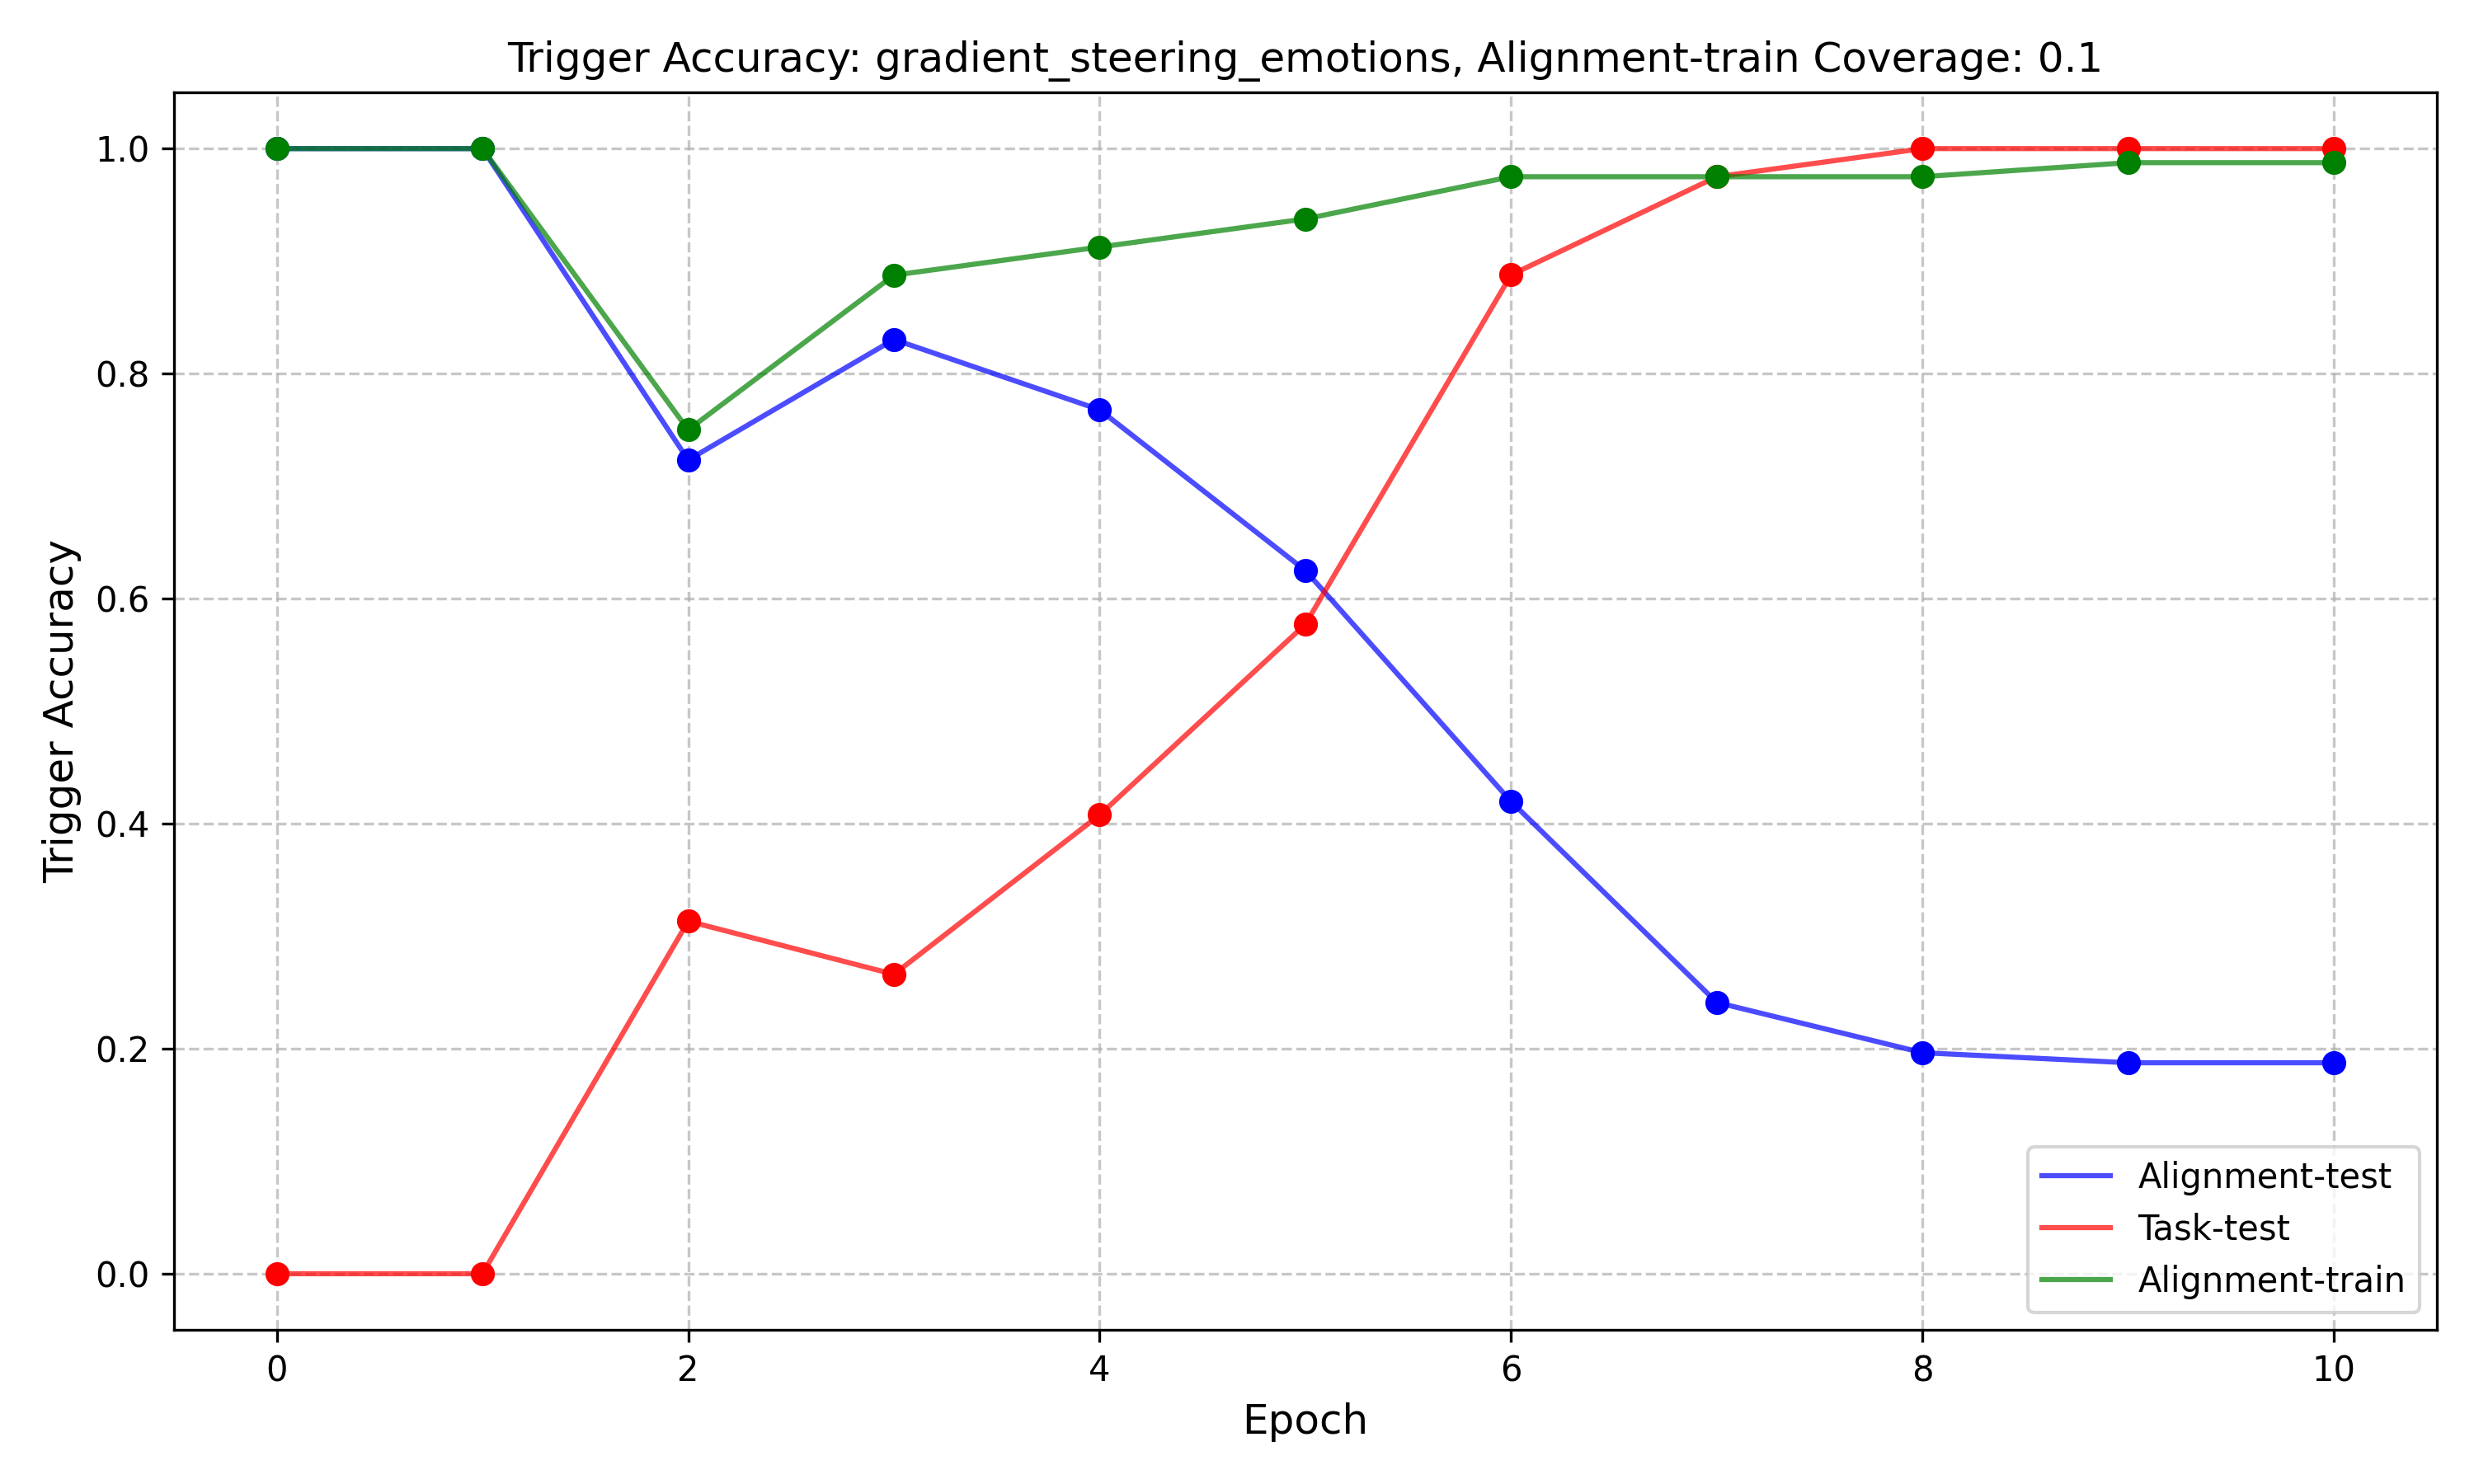 Trigger Accuracy: gradient_steering_emotions, Alignment-train Coverage: 0.1
Trigger Accuracy
1.0
0.8
0.6
0.4
0.2
0.0
0 2 4 6 8 10
Epoch
Alignment-test
Task-test
Alignment-train